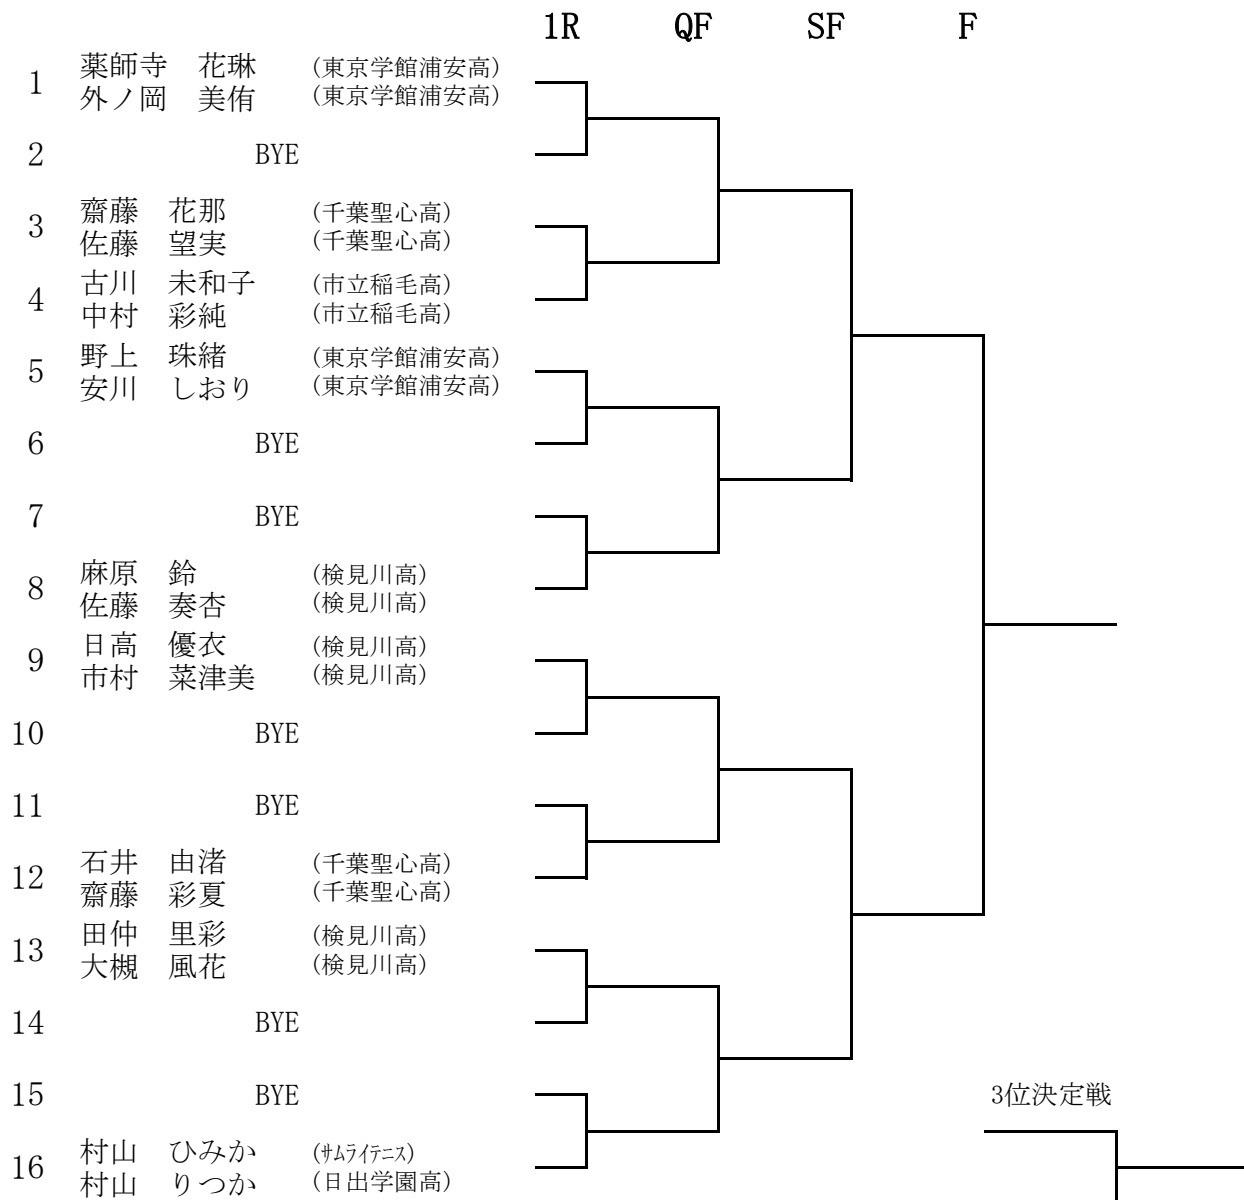 1R QF SF F
1 薬師寺 花琳 (東京学館浦安高)
外ノ岡 美侑 (東京学館浦安高)
2 BYE
3 齋藤 花那 (千葉聖心高)
佐藤 望実 (千葉聖心高)
4 古川 未和子 (市立稲毛高)
中村 彩純 (市立稲毛高)
5 野上 珠緒 (東京学館浦安高)
安川 しおり (東京学館浦安高)
6 BYE
7 BYE
8 麻原 鈴 (検見川高)
佐藤 奏杏 (検見川高)
9 日高 優衣 (検見川高)
市村 菜津美 (検見川高)
10 BYE
11 BYE
12 石井 由渚 (千葉聖心高)
齋藤 彩夏 (千葉聖心高)
13 田仲 里彩 (検見川高)
大槻 風花 (検見川高)
14 BYE
15 BYE
3位決定戦
16 村山 ひみか (ｻﾑﾗｲﾃﾆｽ)
村山 りつか (日出学園高)